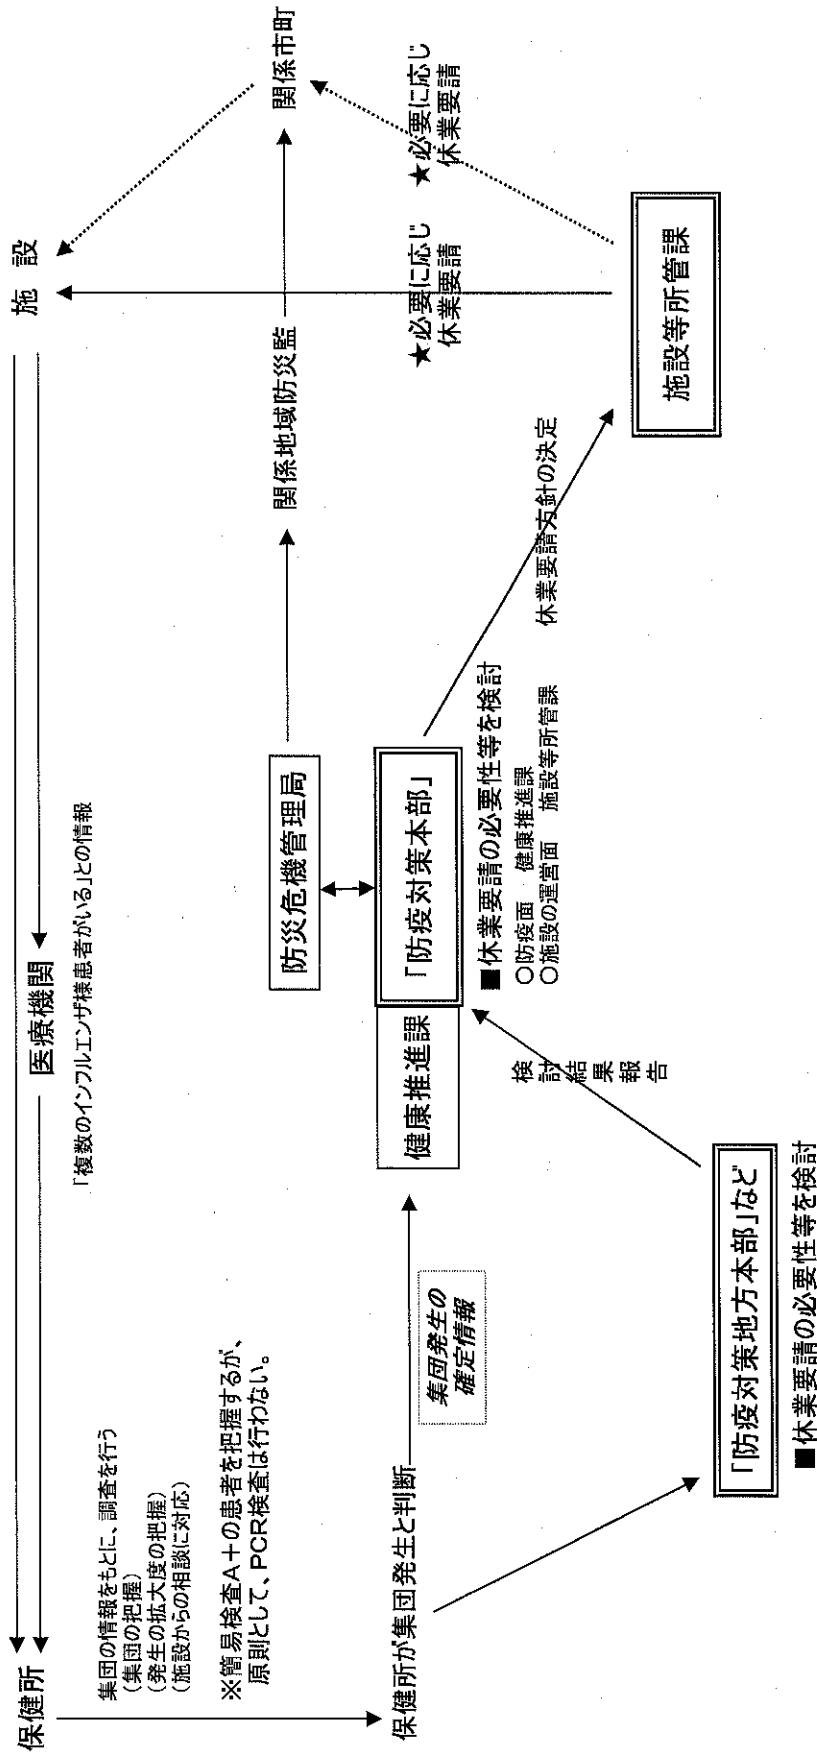 保健所
医療機関
施 設
「複数のインフルエンザ様患者がいる」との情報
集団の情報をもとに、調査を行う
(集団の把握)
(発生の拡大度の把握)
(施設からの相談に対応)
※簡易検査A+の患者を把握するが、
原則として、PCR検査は行わない。
防災危機管理局
関係地域防災監
関係市町
保健所が集団発生と判断
集団発生の
確定情報
健康推進課
「防疫対策本部」
■休業要請の必要性等を検討
○防疫面 健康推進課
○施設の運営面 施設等所管課
★必要に応じ
休業要請
★必要に応じ
休業要請
検討結果報告
休業要請方針の決定
施設等所管課
「防疫対策地方本部」など
■休業要請の必要性等を検討